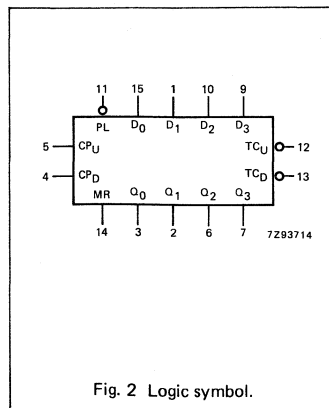 11 15 1 10 9
PL D0 D1 D2 D3
5 CPU TCU 12
4 CPD TCD 13
MR Q0 Q1 Q2 Q3
14 3 2 6 7 7Z93714
Fig. 2 Logic symbol.